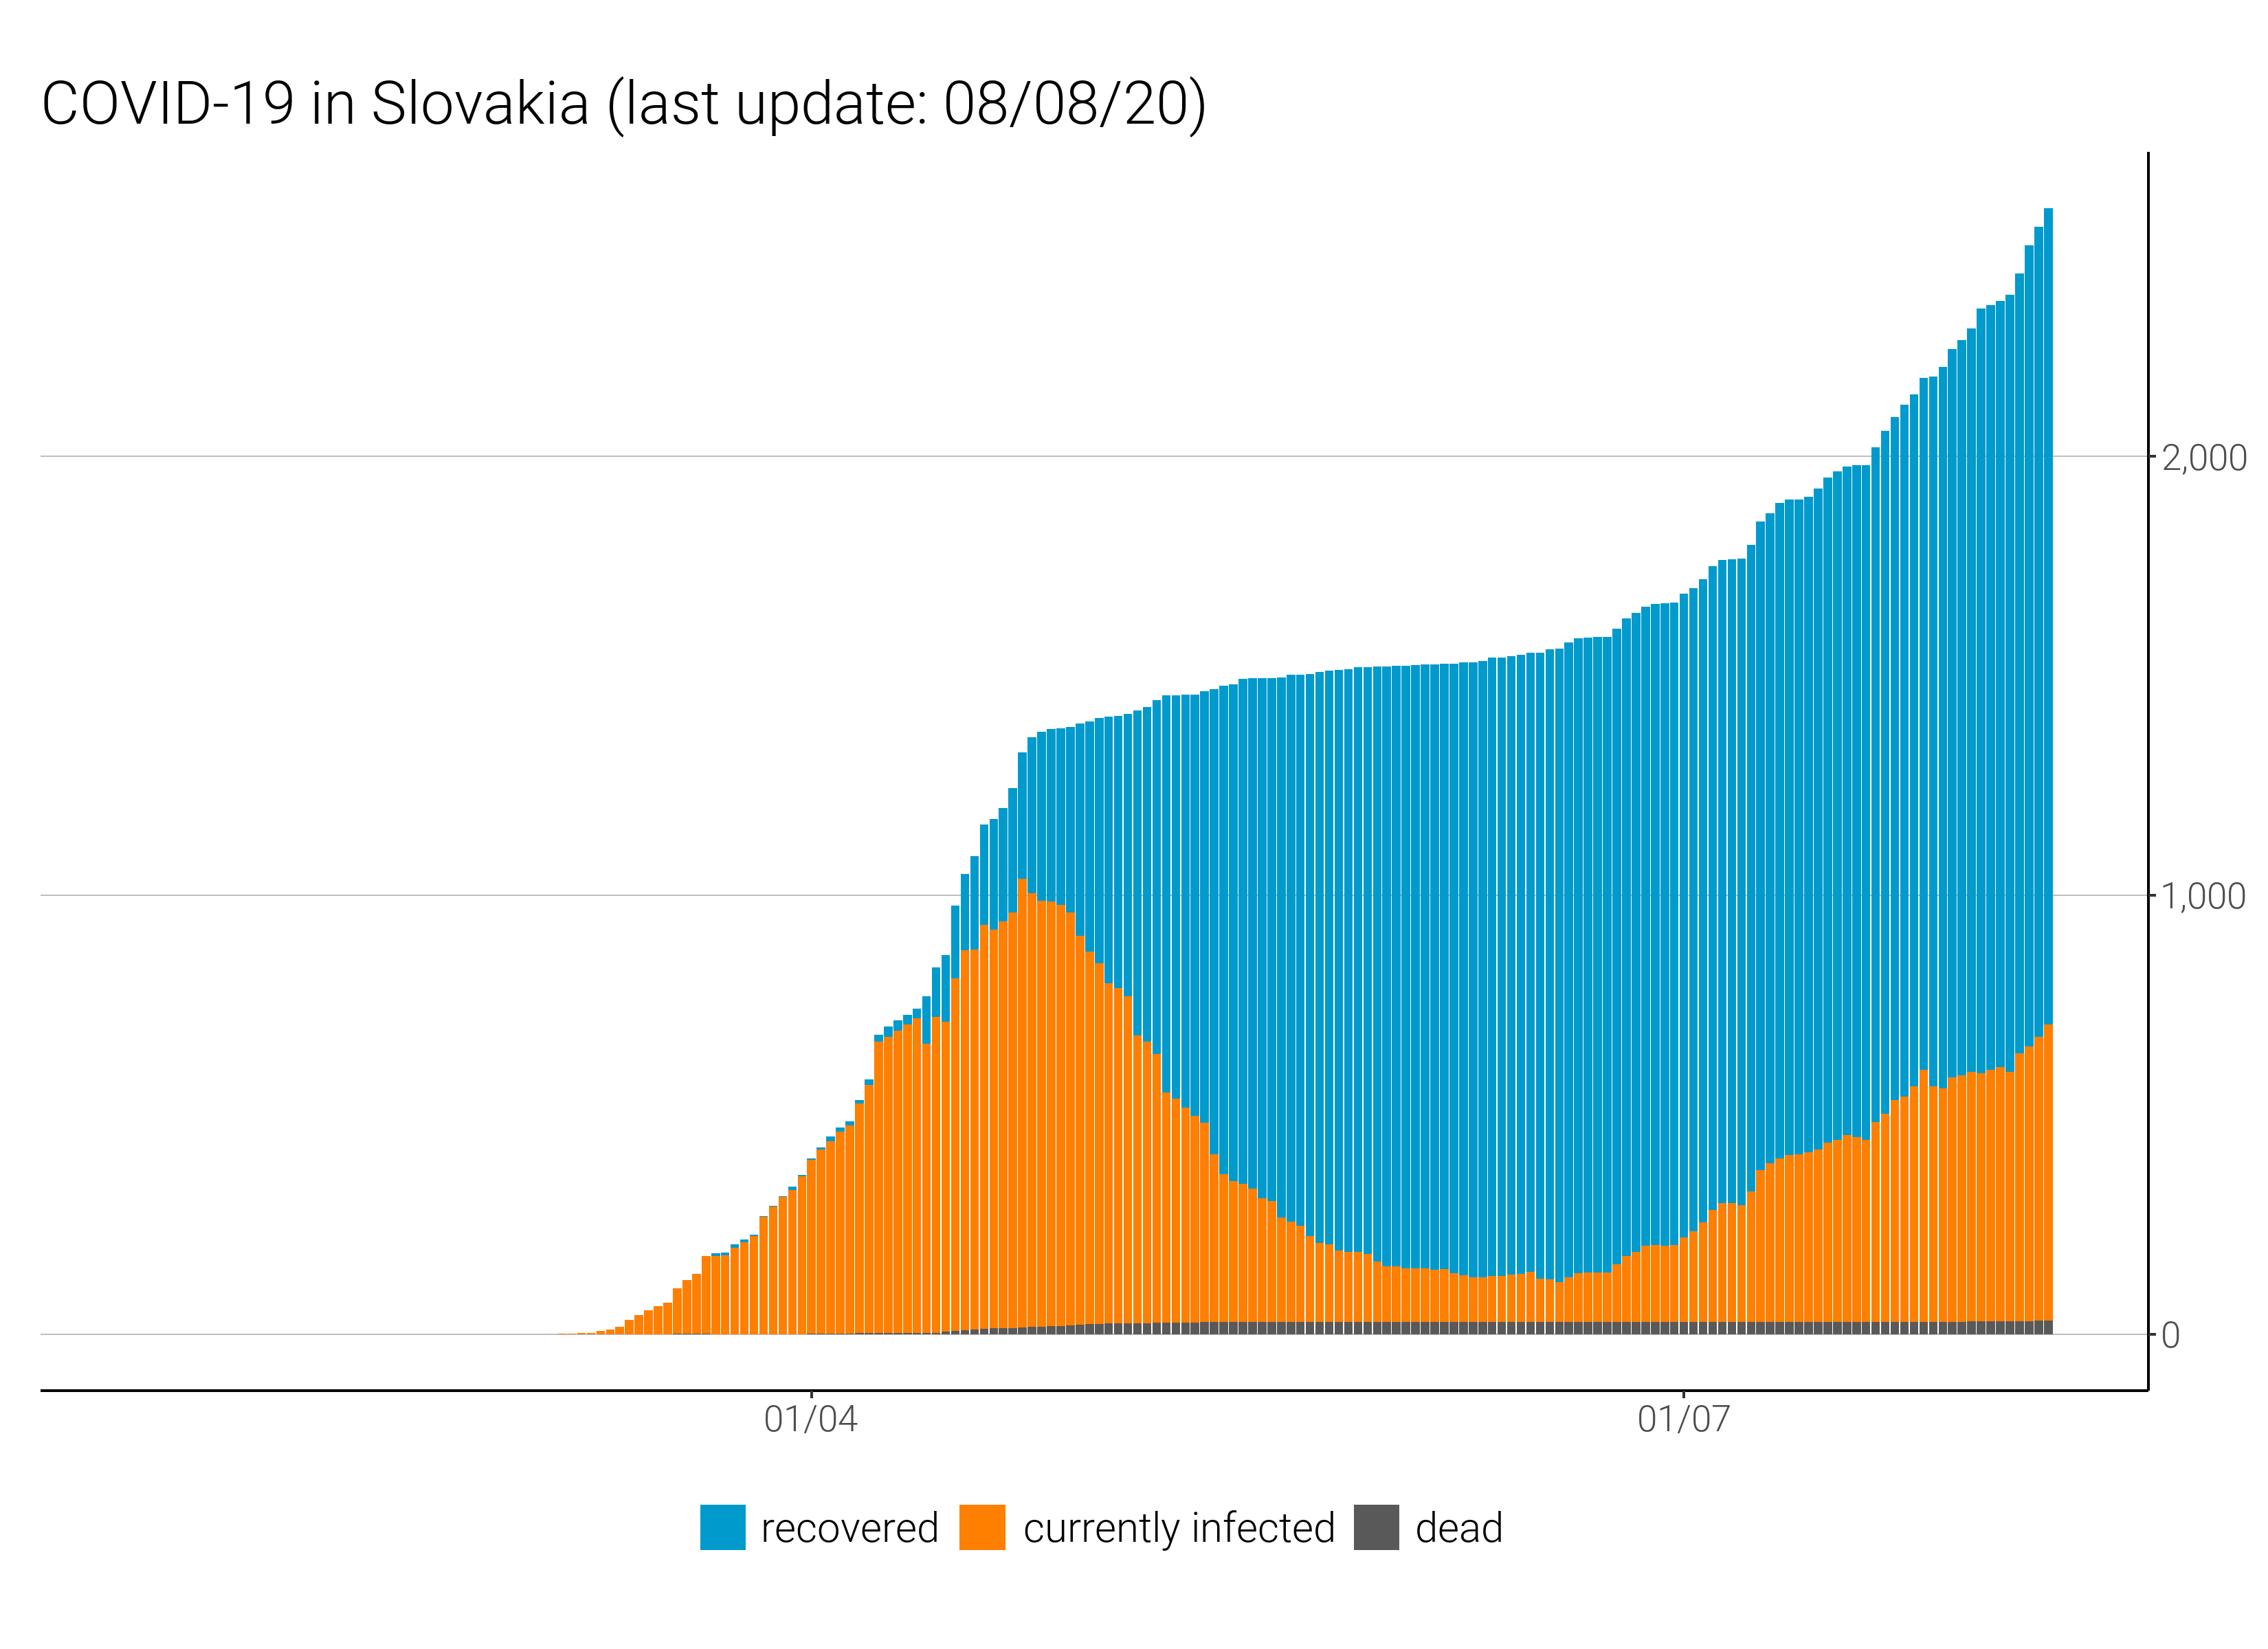 COVID-19 in Slovakia (last update: 08/08/20)
2,000
1,000
0
01/04 01/07
recovered currently infected dead